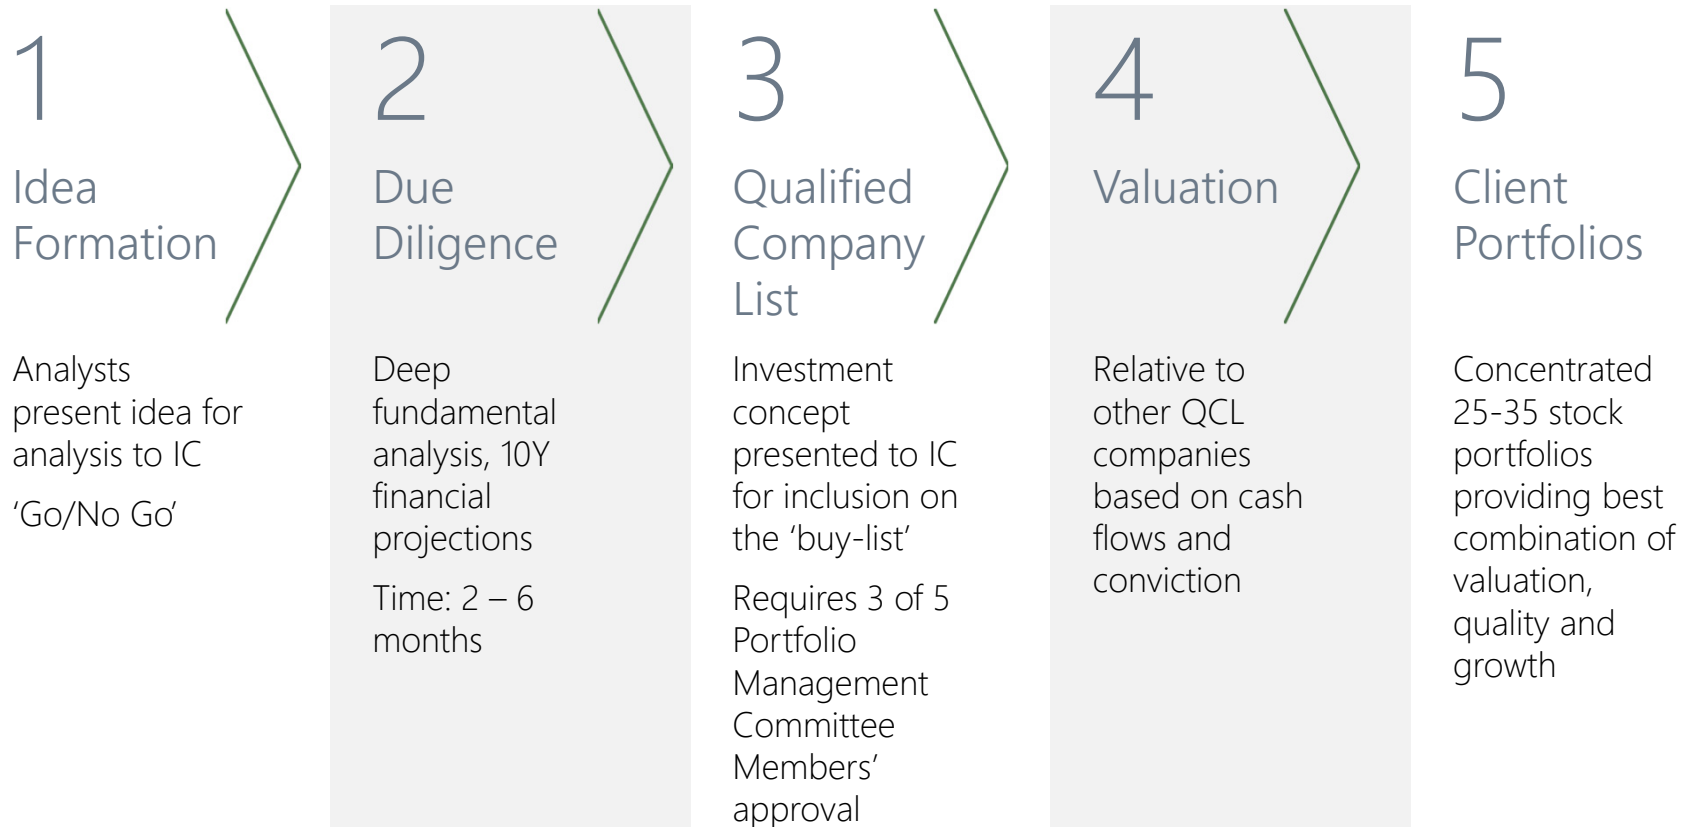 1
Idea
Formation
Analysts
present idea for
analysis to IC
‘Go/No Go’
2
Due
Diligence
Deep
fundamental
analysis, 10Y
financial
projections
Time: 2 – 6
months
3
Qualified
Company
List
Investment
concept
presented to IC
for inclusion on
the ‘buy-list’
Requires 3 of 5
Portfolio
Management
Committee
Members’
approval
4
Valuation
Relative to
other QCL
companies
based on cash
flows and
conviction
5
Client
Portfolios
Concentrated
25-35 stock
portfolios
providing best
combination of
valuation,
quality and
growth